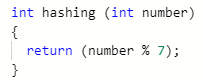 int hashing (int number)
{
return (number % 7);
}